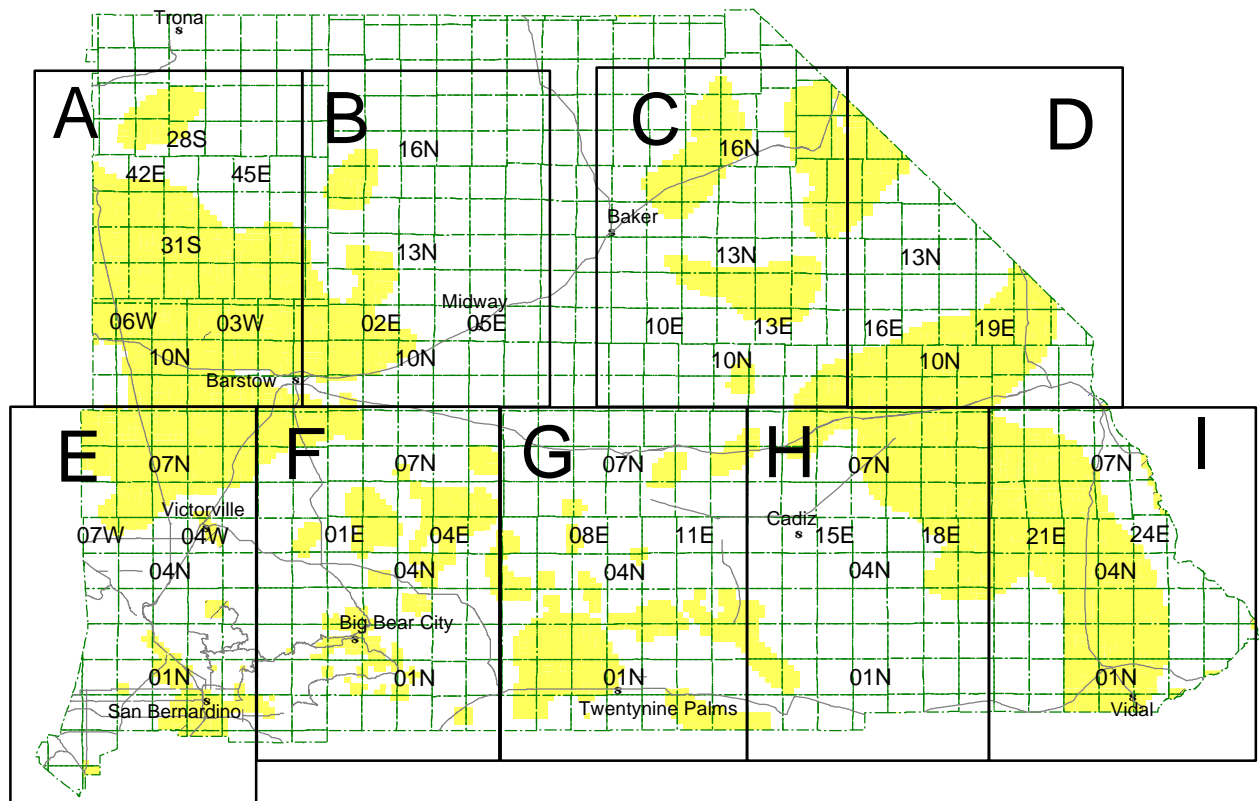 Trona
A
B
C
D
28S
16N
16N
42E
45E
Baker
31S
13N
13N
13N
Midway
06W
03W
02E
05E
10E
13E
16E
19E
10N
10N
10N
10N
Barstow
E
F
G
H
I
07N
07N
07N
07N
07N
Victorville
Cadiz
07W
04W
01E
04E
08E
11E
15E
18E
21E
24E
04N
04N
04N
04N
04N
Big Bear City
01N
01N
01N
01N
01N
San Bernardino
Twentynine Palms
Vidal